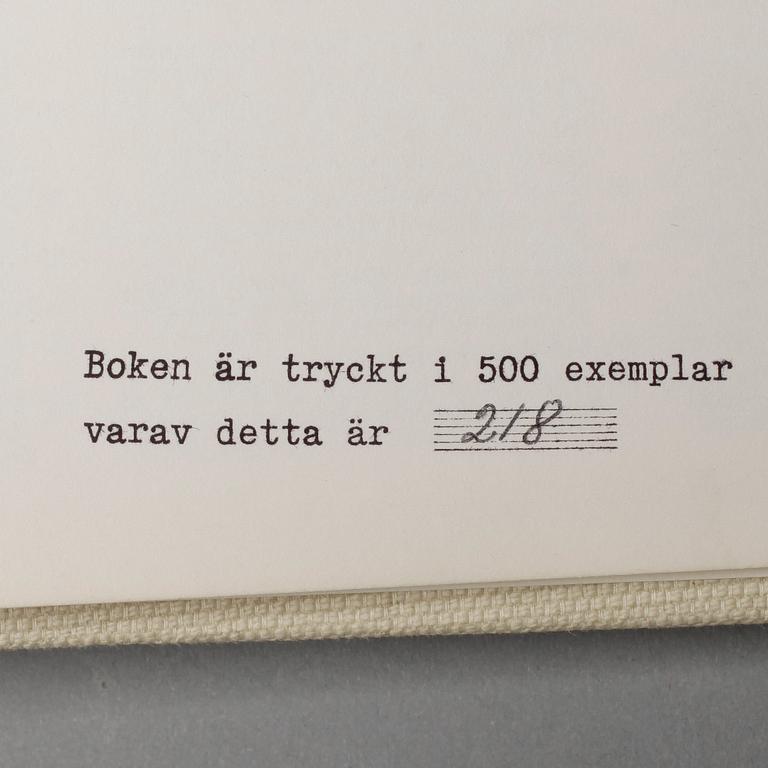 Boken är tryckt i 500 exemplar
varav detta är 218